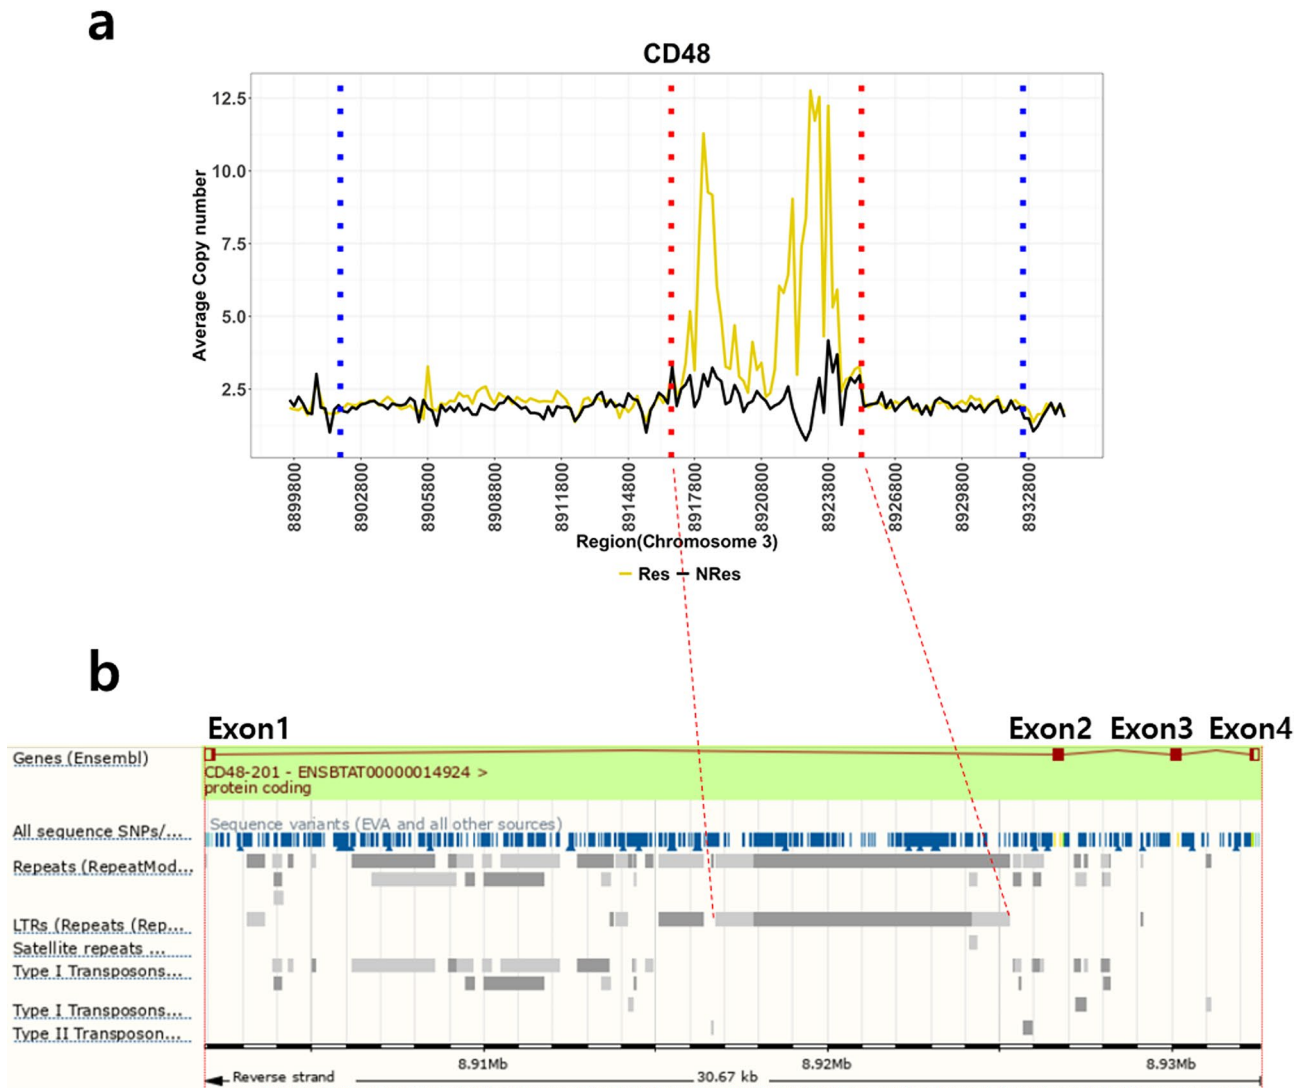 a
CD48
Average Copy number
12.5
10.0
7.5
5.0
2.5
8899800
8902800
8905800
8908800
8911800
8914800
8917800
8920800
8923800
8926800
8929800
8932800
Region(Chromosome 3)
Res NRes
b
Exon1 Exon2 Exon3 Exon4
Genes (Ensembl)
CD48-201 - ENSBTAT00000014924 >
protein coding
Sequence variants (EVA and all other sources)
All sequence SNPs/...
Repeats (RepeatMod...
LTRs (Repeats (Rep...
Satellite repeats ...
Type I Transposons...
Type I Transposons...
Type II Transposon...
8.91Mb 8.92Mb 8.93Mb
Reverse strand 30.67 kb